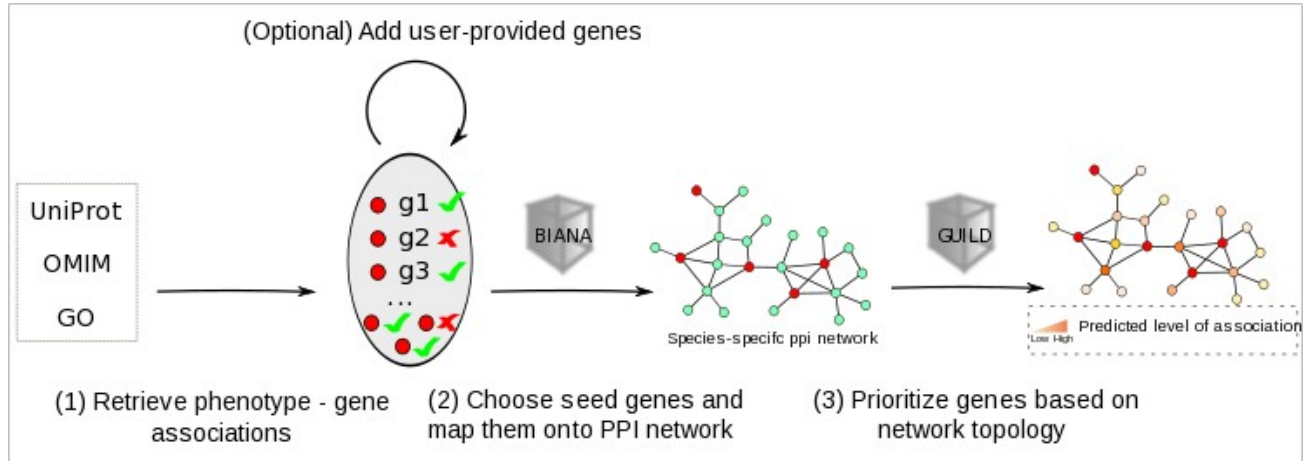 (Optional) Add user-provided genes
UniProt
OMIM
GO
g1
g2
g3
...
BIANA
Species-specifc ppi network
GUILD
Predicted level of association
Low High
(1) Retrieve phenotype - gene
associations
(2) Choose seed genes and
map them onto PPI network
(3) Prioritize genes based on
network topology